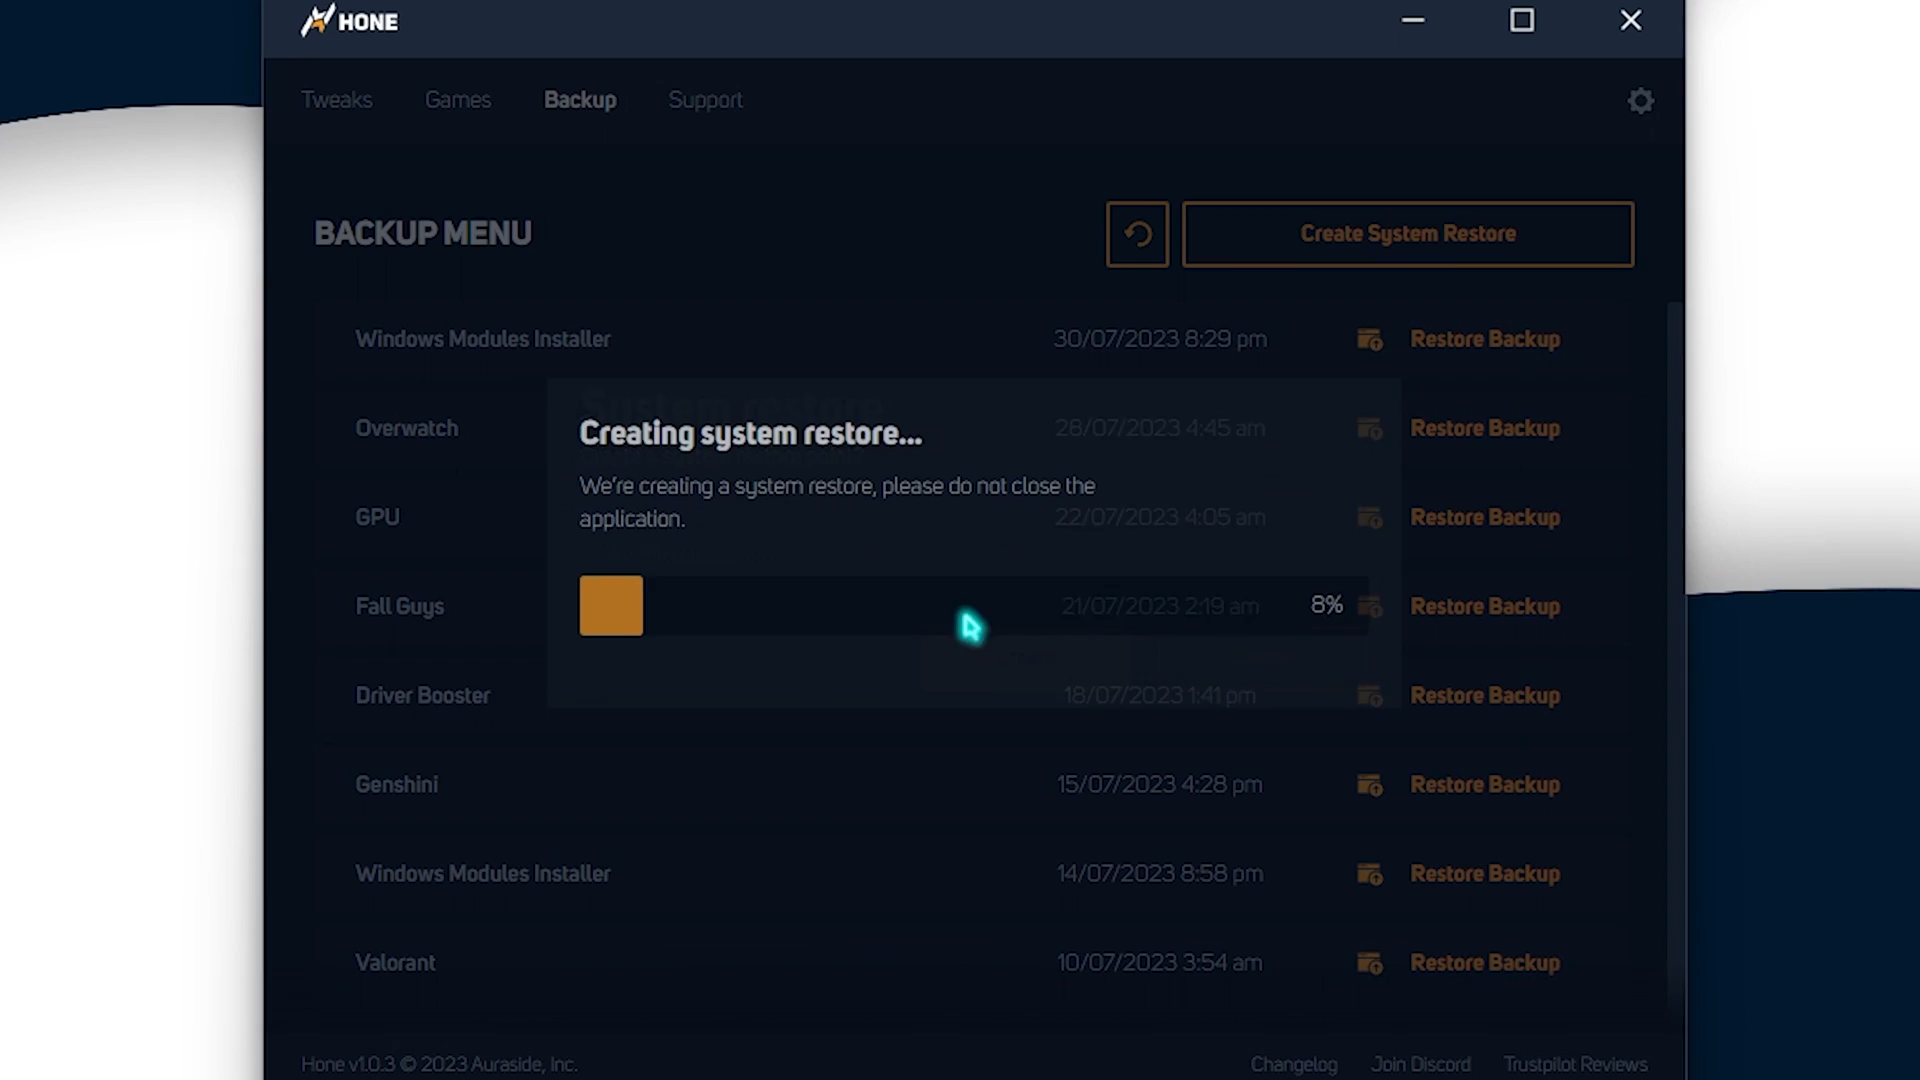 HONE
Tweaks Games Backup Support
BACKUP MENU
Create System Restore
Windows Modules Installer 30/07/2023 8:29 pm Restore Backup
System restore
Creating system restore...
Overwatch 28/07/2023 4:45 am Restore Backup
We're creating a system restore, please do not close the
application.
GPU 22/07/2023 4:05 am Restore Backup
Fall Guys 21/07/2023 2:19 am 8% Restore Backup
Driver Booster 18/07/2023 1:41 pm Restore Backup
Genshini 15/07/2023 4:28 pm Restore Backup
Windows Modules Installer 14/07/2023 8:58 pm Restore Backup
Valorant 10/07/2023 3:54 am Restore Backup
Hone v1.0.3 © 2023 Auraside, Inc. Changelog Join Discord Trustpilot Reviews